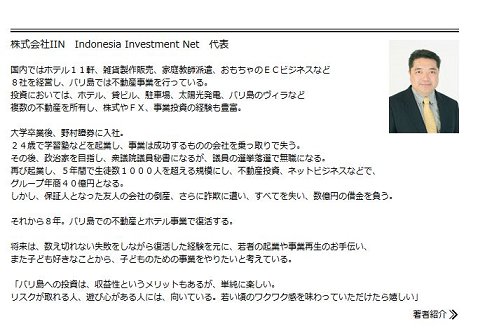 株式会社IIN　Indonesia Investment Net　代表
国内ではホテル１１軒、雑貨製作販売、家庭教師派遣、おもちゃのＥＣビジネスなど
８社を経営し、バリ島では不動産事業を行っている。
投資においては、ホテル、貸ビル、駐車場、太陽光発電、バリ島のヴィラなど
複数の不動産を所有し、株式やＦＸ、事業投資の経験も豊富。
大学卒業後、野村證券に入社。
２４歳で学習塾などを起業し、事業は成功するものの会社を乗っ取りで失う。
その後、政治家を目指し、衆議院議員秘書になるが、議員の選挙落選で無職になる。
再び起業し、５年間で生徒数１０００人を超える規模にし、不動産投資、ネットビジネスなどで、
グループ年商４０億円となる。
しかし、保証人となった友人の会社の倒産、さらに詐欺に遭い、すべてを失い、数億円の借金を負う。
それから８年。バリ島での不動産とホテル事業で復活する。
将来は、数え切れない失敗をしながら復活した経験を元に、若者の起業や事業再生のお手伝い、
また子ども好きなことから、子どものための事業をやりたいと考えている。
「バリ島への投資は、収益性というメリットもあるが、単純に楽しい。
リスクが取れる人、遊び心がある人には、向いている。若い頃のワクワク感を味わっていただけたら嬉しい」
著者紹介 ≫